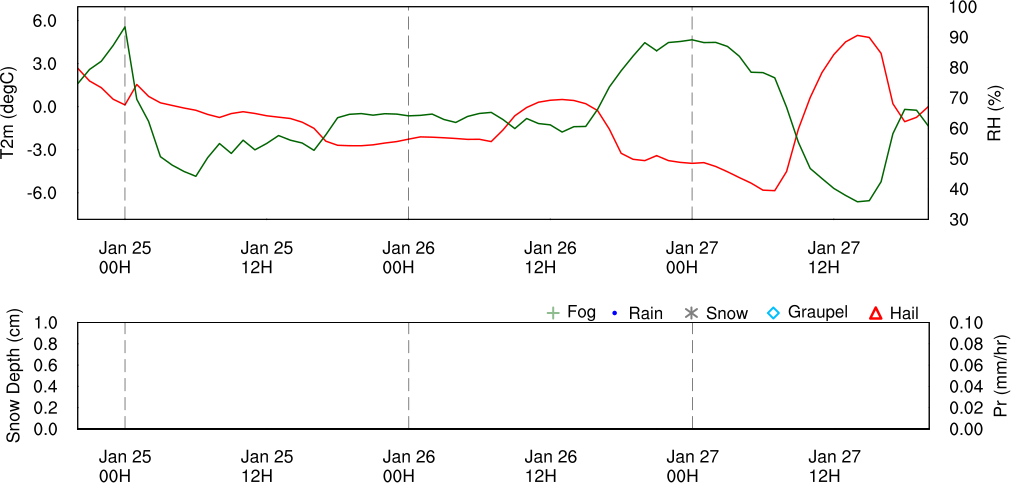 T2m (degC)
6.0
3.0
0.0
-3.0
-6.0
100
90
80
70
60
50
40
30
RH (%)
Jan 25 Jan 25 Jan 26 Jan 26 Jan 27 Jan 27
00H 12H 00H 12H 00H 12H
Fog Rain Snow Graupel Hail
Snow Depth (cm)
1.0
0.8
0.6
0.4
0.2
0.0
0.10
0.08
0.06
0.04
0.02
0.00
Pr (mm/hr)
Jan 25 Jan 25 Jan 26 Jan 26 Jan 27 Jan 27
00H 12H 00H 12H 00H 12H